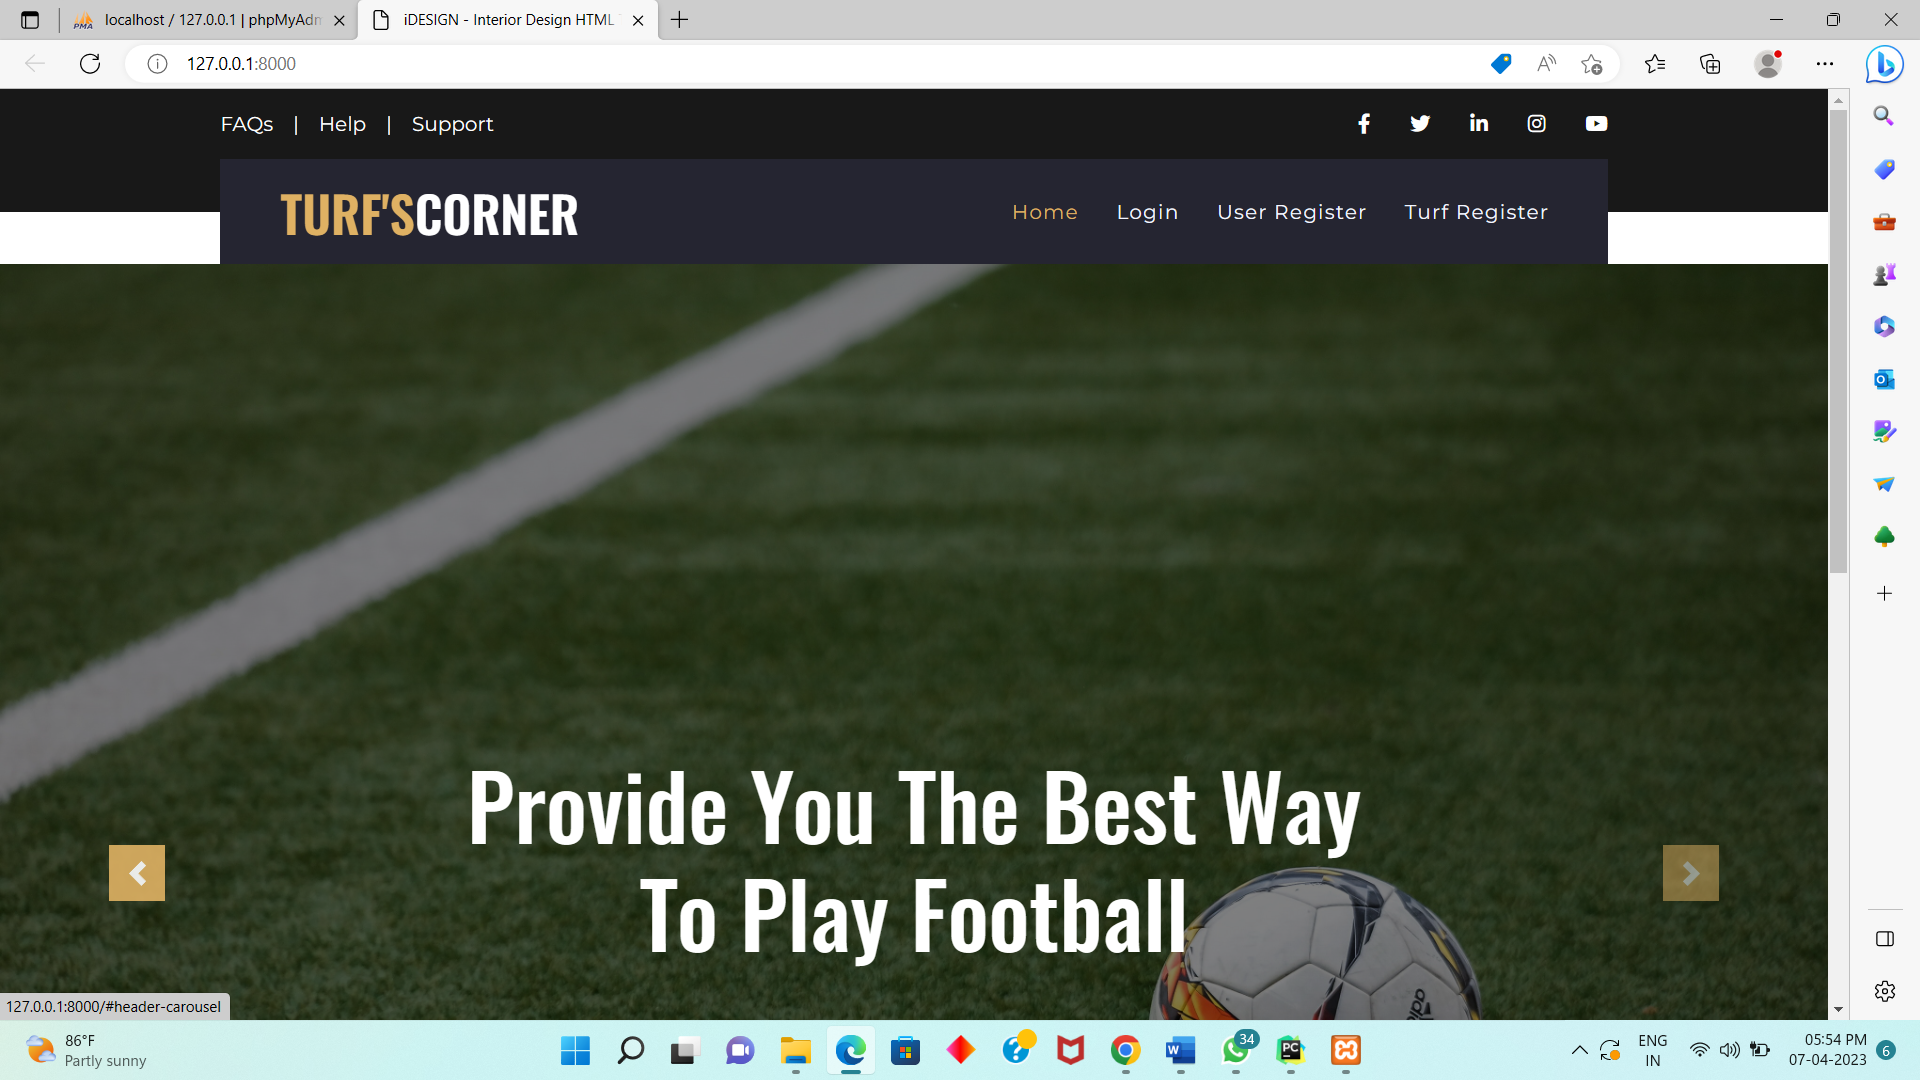 localhost / 127.0.0.1 | phpMyAdm
iDESIGN - Interior Design HTML
127.0.0.1:8000
FAQs | Help | Support
TURF'SCORNER
Home Login User Register Turf Register
Provide You The Best Way
To Play Football
127.0.0.1:8000/#header-carousel
86°F
Partly sunny
34
ENG
IN
05:54 PM
07-04-2023
6